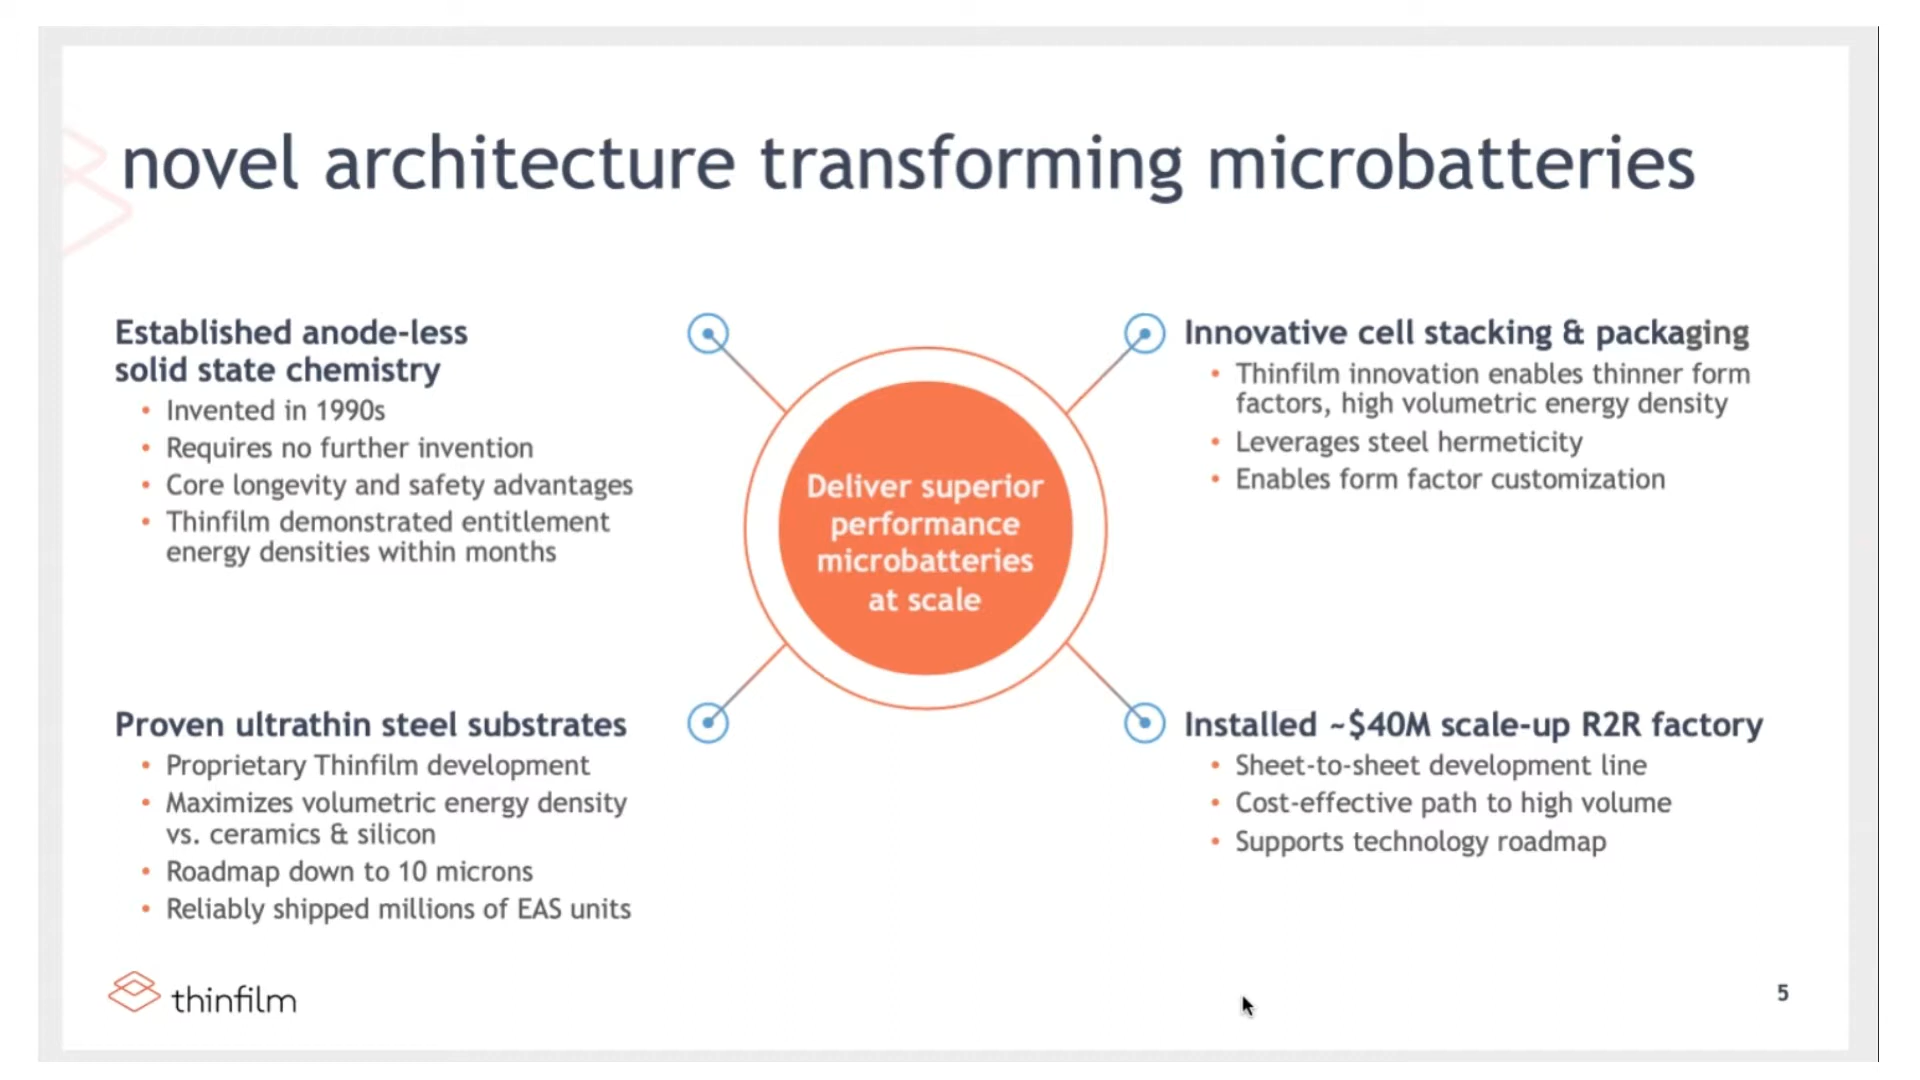 novel architecture transforming microbatteries
Established anode-less
solid state chemistry
• Invented in 1990s
• Requires no further invention
• Core longevity and safety advantages
• Thinfilm demonstrated entitlement
energy densities within months
Innovative cell stacking & packaging
• Thinfilm innovation enables thinner form
factors, high volumetric energy density
• Leverages steel hermeticity
• Enables form factor customization
Deliver superior
performance
microbatteries
at scale
Proven ultrathin steel substrates
• Proprietary Thinfilm development
• Maximizes volumetric energy density
vs. ceramics & silicon
• Roadmap down to 10 microns
• Reliably shipped millions of EAS units
Installed ~$40M scale-up R2R factory
• Sheet-to-sheet development line
• Cost-effective path to high volume
• Supports technology roadmap
thinfilm
5